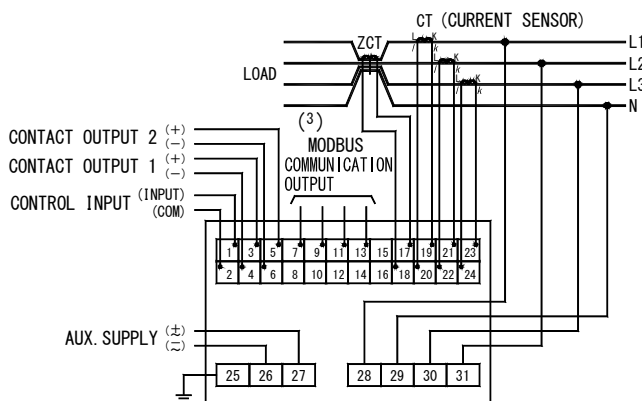 CT (CURRENT SENSOR)
ZCT
L K L1
l k
L K L2
l k
LOAD
L K L3
l k
N
(3)
CONTACT OUTPUT 2 (+)
(−)
MODBUS
CONTACT OUTPUT 1 (+)
(−)
COMMUNICATION
OUTPUT
CONTROL INPUT (INPUT)
(COM)
1 3 5 7 9 11 13 15 17 19 21 23
2 4 6 8 10 12 14 16 18 20 22 24
AUX. SUPPLY (±)
(≂)
25 26 27 28 29 30 31